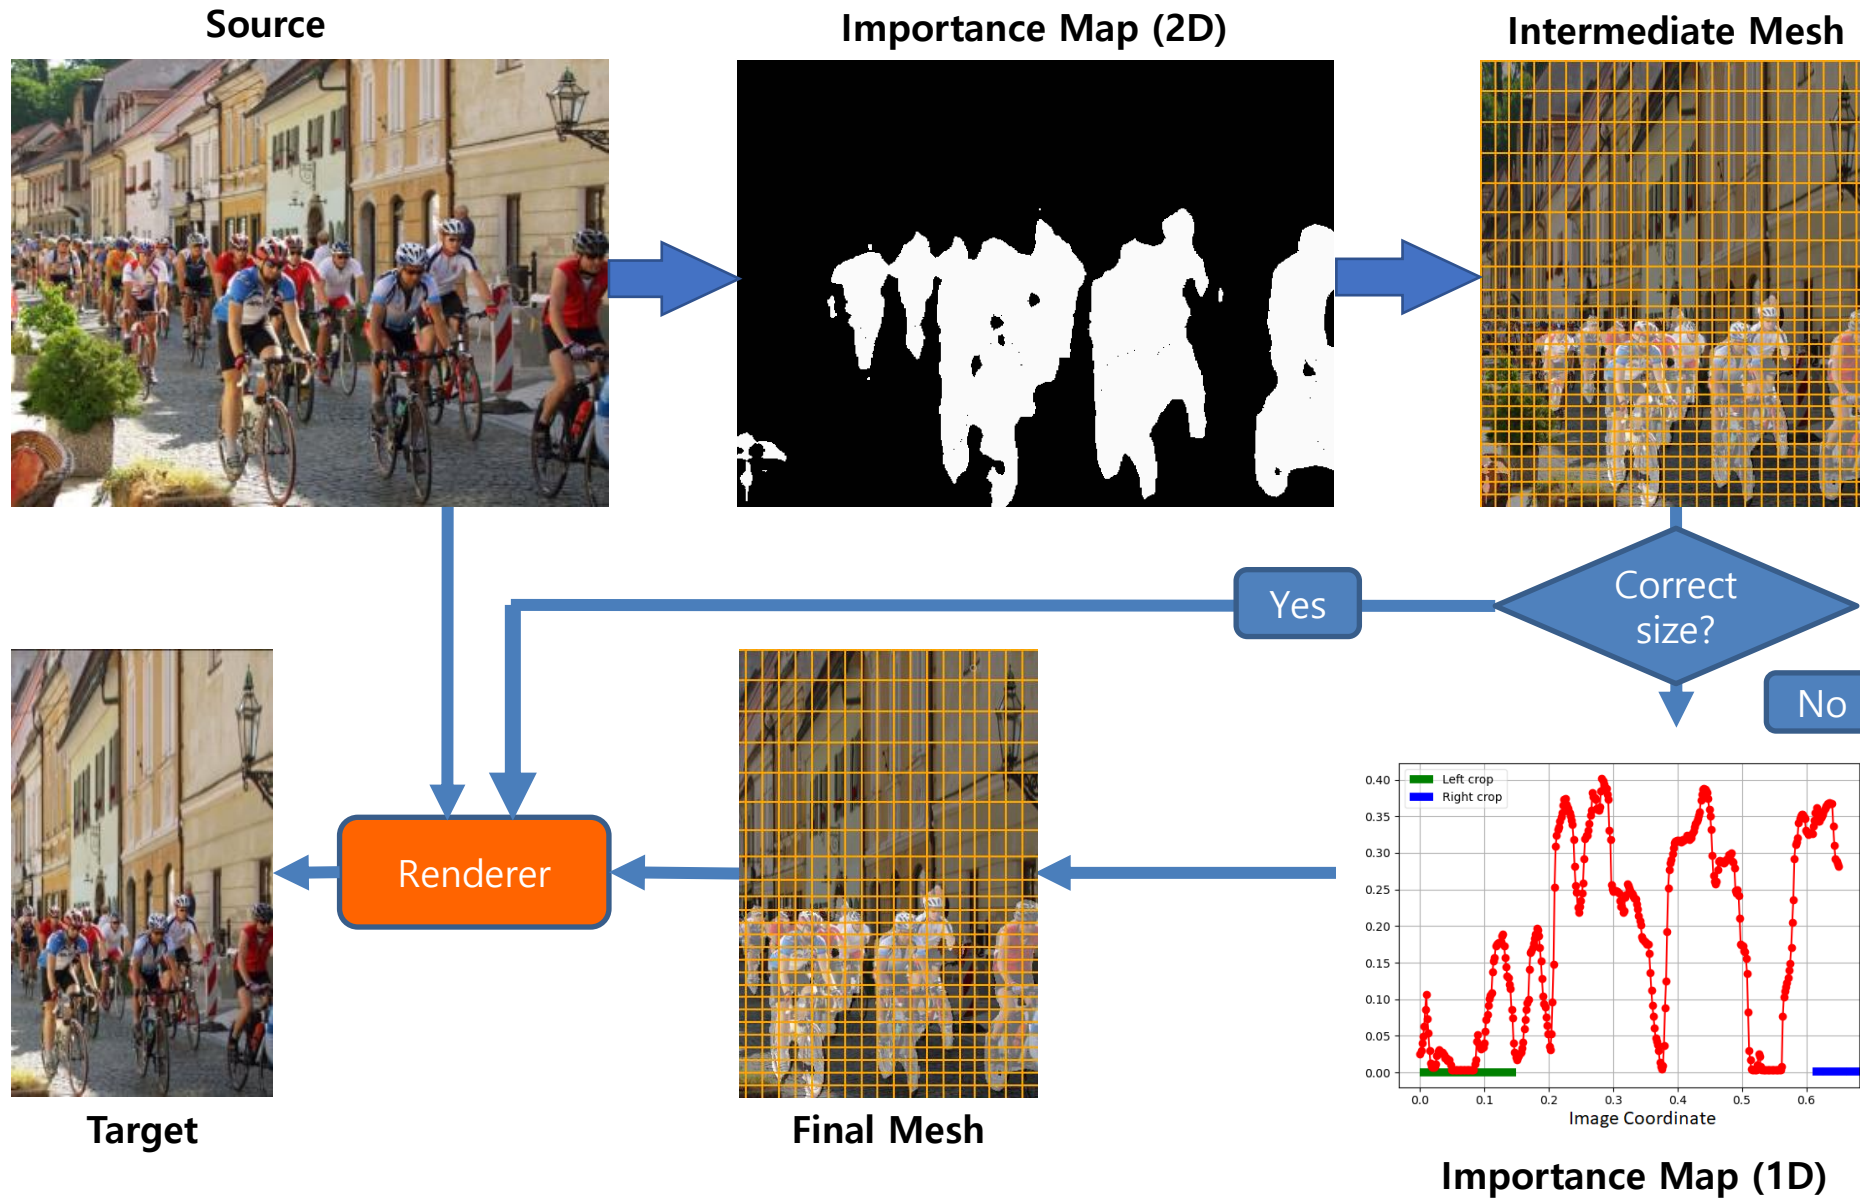 Source
Importance Map (2D)
Intermediate Mesh
Correct
size?
Yes
No
Renderer
Target
Final Mesh
0.40
0.35
0.30
0.25
0.20
0.15
0.10
0.05
0.00
Left crop
Right crop
0.0 0.1 0.2 0.3 0.4 0.5 0.6
Image Coordinate
Importance Map (1D)